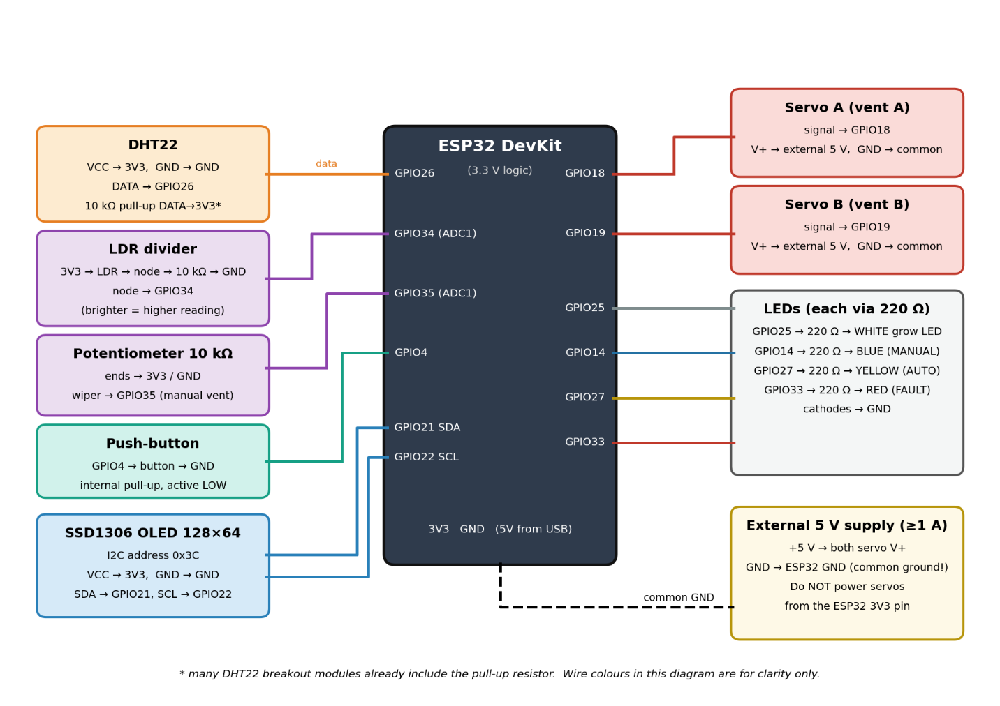 DHT22
VCC → 3V3,  GND → GND
DATA → GPIO26
10 kΩ pull-up DATA→3V3*
LDR divider
3V3 → LDR → node → 10 kΩ → GND
node → GPIO34
(brighter = higher reading)
Potentiometer 10 kΩ
ends → 3V3 / GND
wiper → GPIO35 (manual vent)
Push-button
GPIO4 → button → GND
internal pull-up, active LOW
SSD1306 OLED 128×64
I2C address 0x3C
VCC → 3V3,  GND → GND
SDA → GPIO21, SCL → GPIO22
data
ESP32 DevKit
(3.3 V logic)
GPIO26
GPIO34 (ADC1)
GPIO35 (ADC1)
GPIO4
GPIO21 SDA
GPIO22 SCL
GPIO18
GPIO19
GPIO25
GPIO14
GPIO27
GPIO33
3V3   GND   (5V from USB)
common GND
Servo A (vent A)
signal → GPIO18
V+ → external 5 V,  GND → common
Servo B (vent B)
signal → GPIO19
V+ → external 5 V,  GND → common
LEDs (each via 220 Ω)
GPIO25 → 220 Ω → WHITE grow LED
GPIO14 → 220 Ω → BLUE (MANUAL)
GPIO27 → 220 Ω → YELLOW (AUTO)
GPIO33 → 220 Ω → RED (FAULT)
cathodes → GND
External 5 V supply (≥1 A)
+5 V → both servo V+
GND → ESP32 GND (common ground!)
Do NOT power servos
from the ESP32 3V3 pin
* many DHT22 breakout modules already include the pull-up resistor.  Wire colours in this diagram are for clarity only.